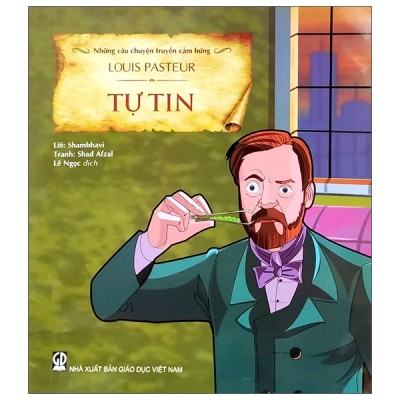 Những câu chuyện truyền cảm hứng
LOUIS PASTEUR
TỰ TIN
Lời: Shambhavi
Tranh: Shad Afzal
Lê Ngọc dịch
GD
NHÀ XUẤT BẢN GIÁO DỤC VIỆT NAM